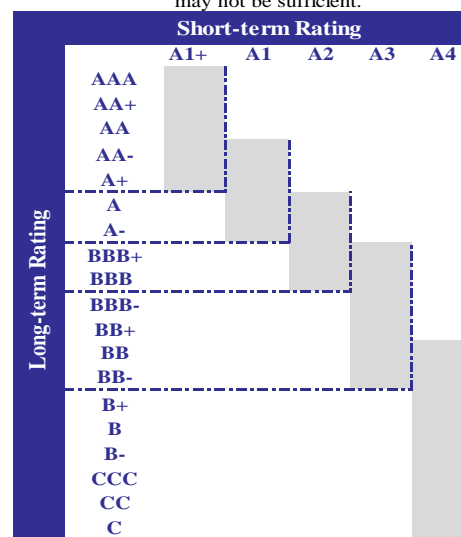 may not be sufficient.
Short-term Rating
A1+ A1 A2 A3 A4
Long-term Rating
AAA
AA+
AA
AA-
A+
A
A-
BBB+
BBB
BBB-
BB+
BB
BB-
B+
B
B-
CCC
CC
C